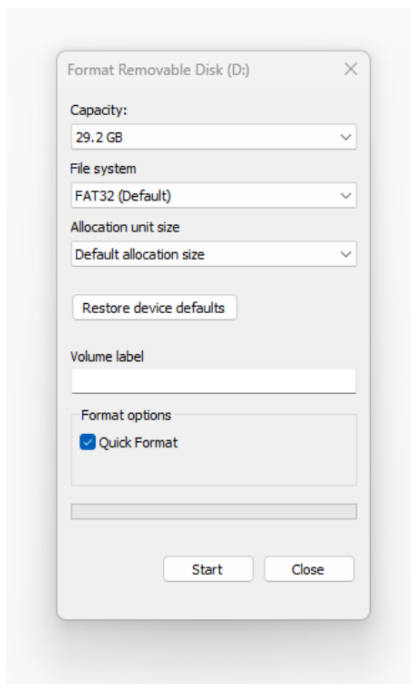 Format Removable Disk (D:)
Capacity:
29.2 GB
File system
FAT32 (Default)
Allocation unit size
Default allocation size
Restore device defaults
Volume label
Format options
Quick Format
Start Close